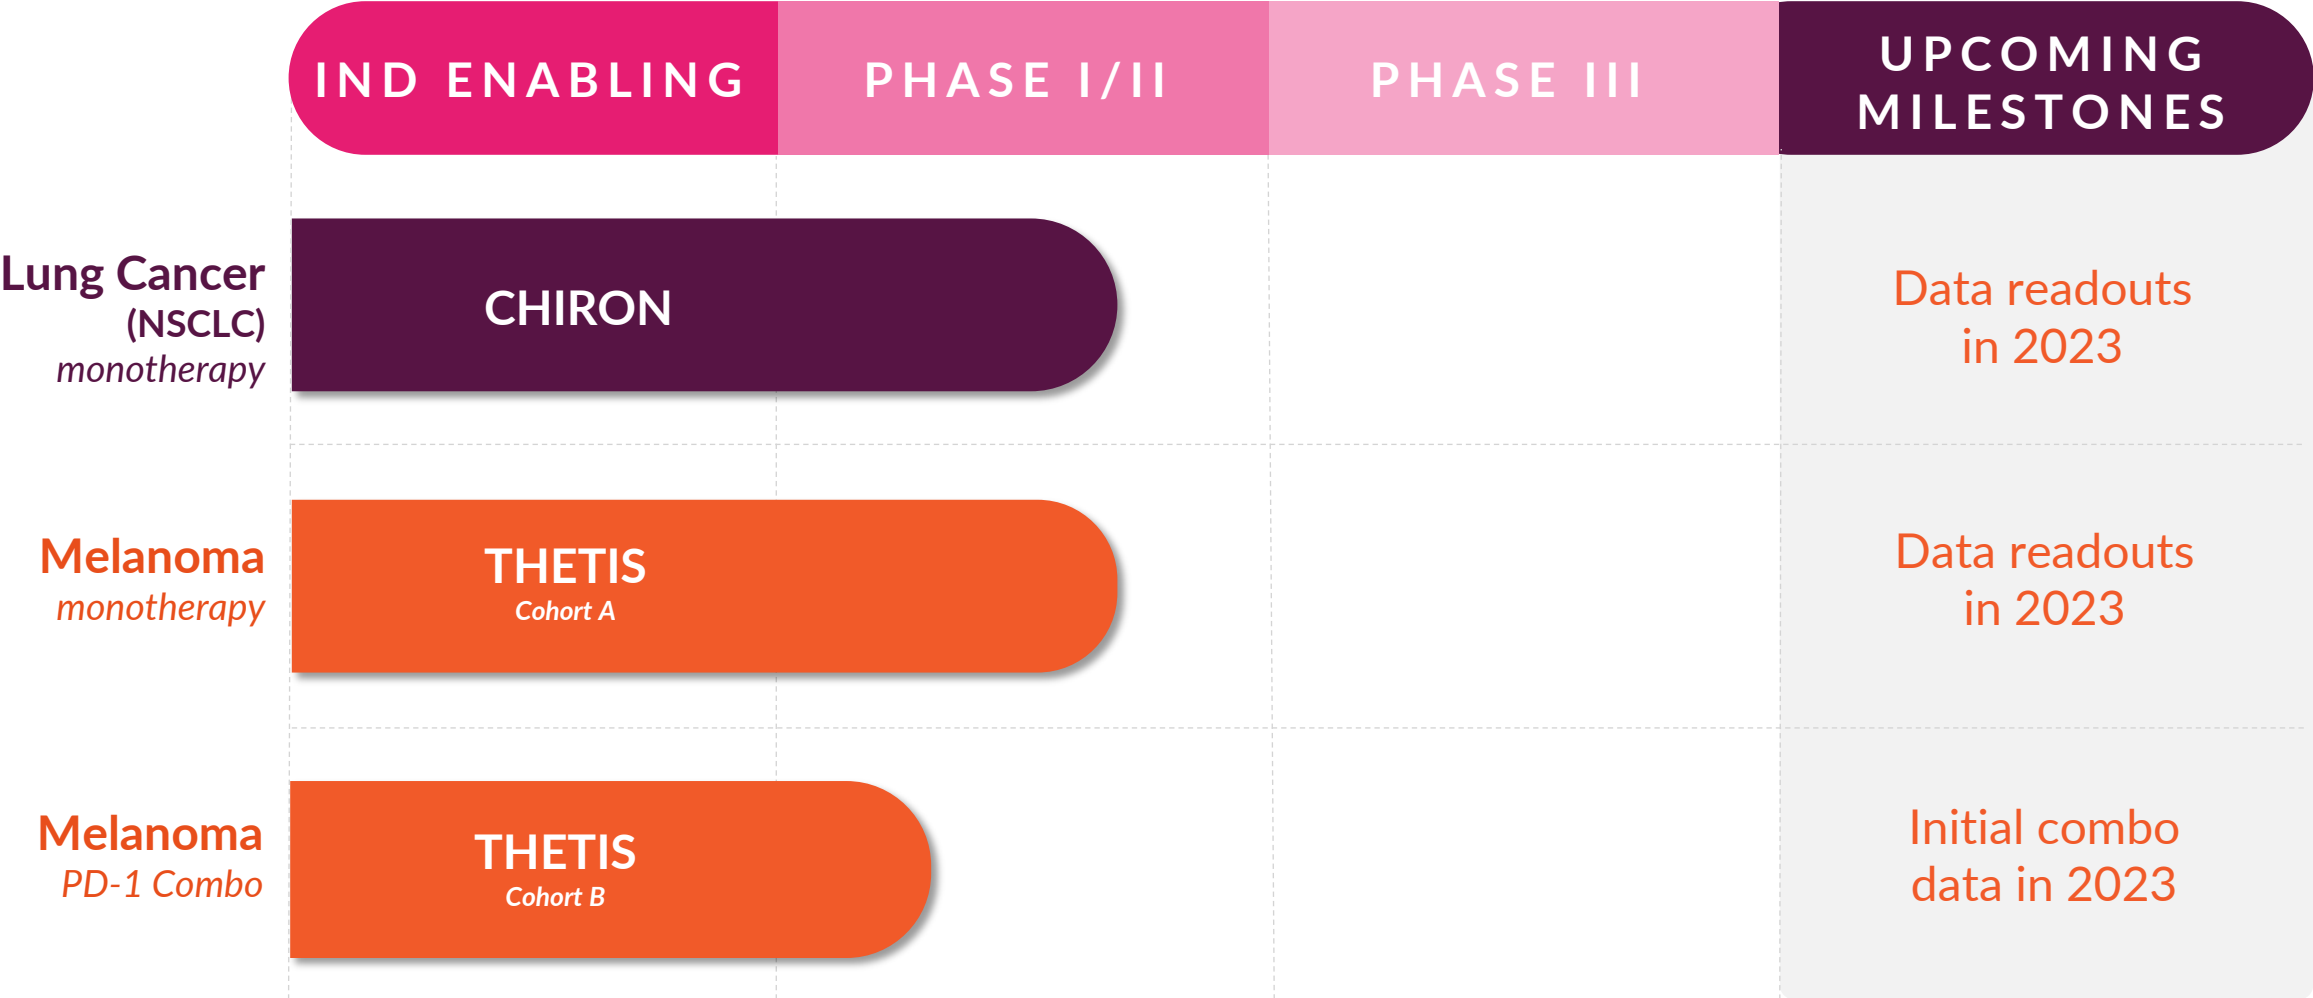 IND ENABLING
PHASE I/II
PHASE III
UPCOMING
MILESTONES
Lung Cancer
(NSCLC)
monotherapy
CHIRON
Data readouts
in 2023
Melanoma
monotherapy
THETIS
Cohort A
Data readouts
in 2023
Melanoma
PD-1 Combo
THETIS
Cohort B
Initial combo
data in 2023